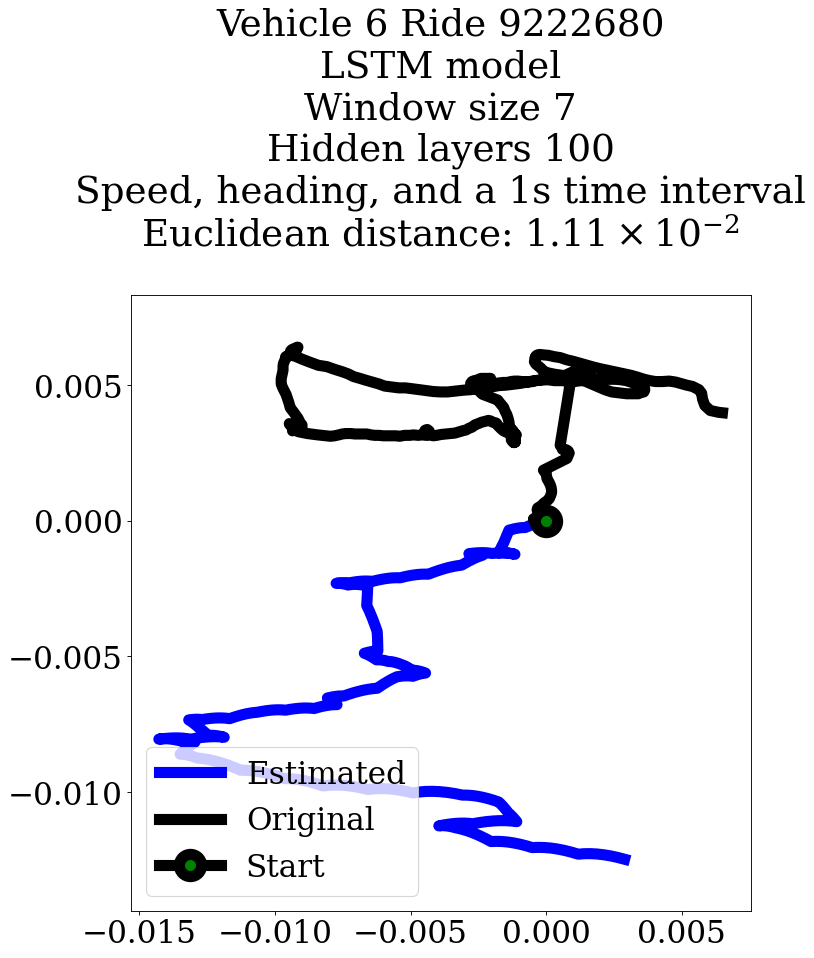 Vehicle 6 Ride 9222680
LSTM model
Window size 7
Hidden layers 100
Speed, heading, and a 1s time interval
Euclidean distance: 1.11 × 10⁻²
0.005
0.000
−0.005
−0.010
Estimated
Original
Start
−0.015 −0.010 −0.005 0.000 0.005